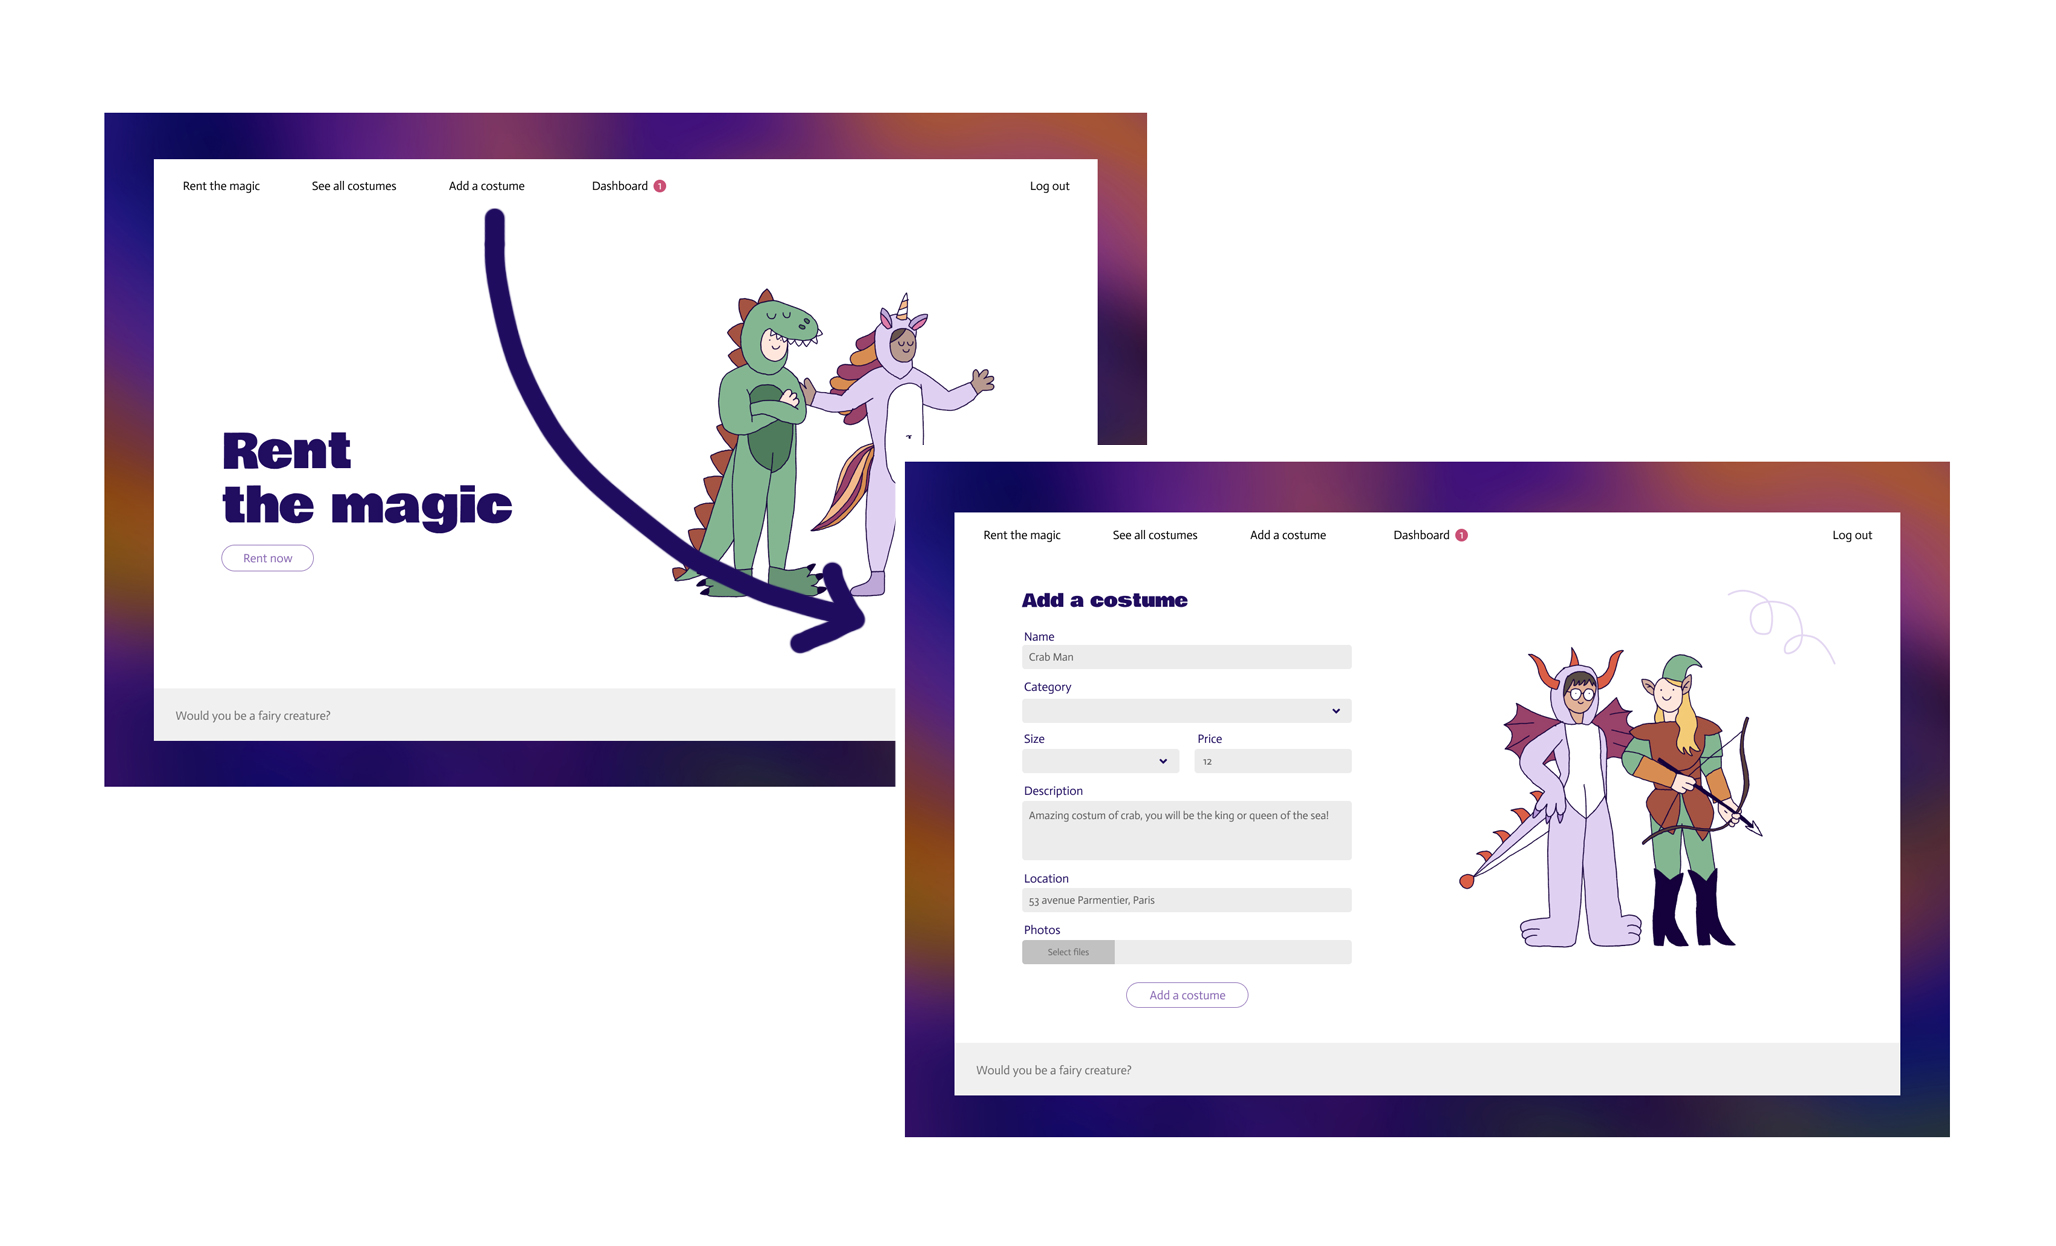 Rent the magic
See all costumes
Add a costume
Dashboard 1
Log out
Rent
the magic
Rent now
Would you be a fairy creature?
Rent the magic
See all costumes
Add a costume
Dashboard 1
Log out
Add a costume
Name
Crab Man
Category
Size
Price
12
Description
Amazing costum of crab, you will be the king or queen of the sea!
Location
53 avenue Parmentier, Paris
Photos
Select files
Add a costume
Would you be a fairy creature?